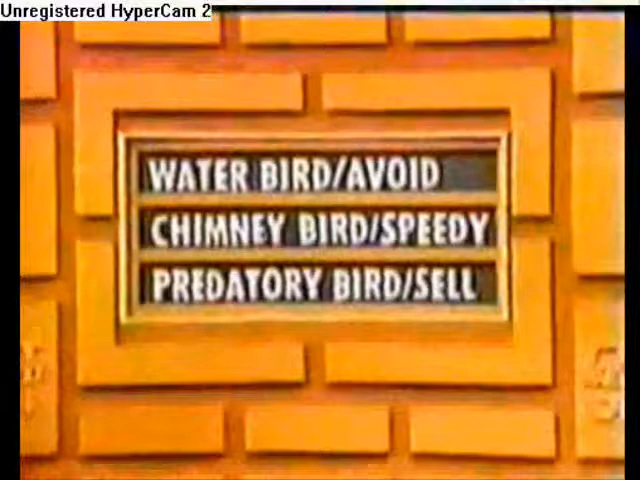 Unregistered HyperCam 2
WATER BIRD/AVOID
CHIMNEY BIRD/SPEEDY
PREDATORY BIRD/SELL